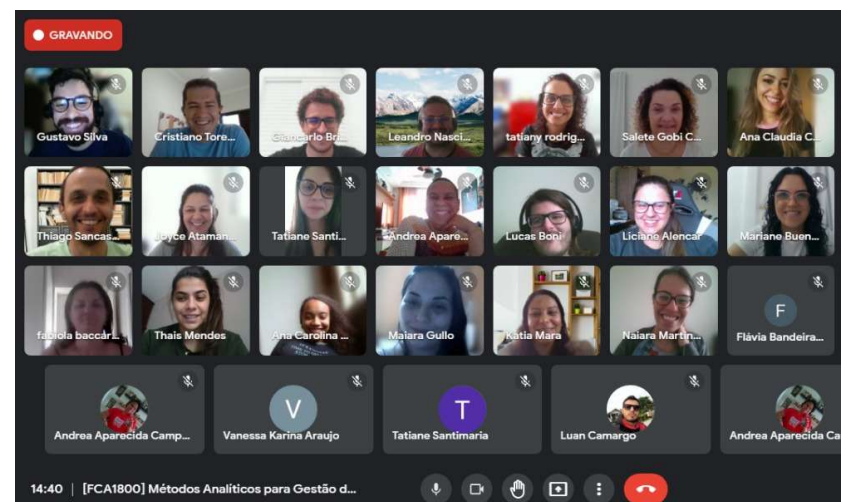 GRAVANDO
Gustavo Silva
Cristiano Tore...
Giancarlo Bri...
Leandro Nasci...
tatiany rodrig...
Salete Gobi C...
Ana Claudia C...
Thiago Sancas...
Joyce Ataman...
Tatiane Santi...
Andrea Apare...
Lucas Boni
Liciane Alencar
Mariane Buen...
fabiola baccar...
Thais Mendes
Ana Carolina ...
Maiara Gullo
Katia Mara
Naiara Martin...
F
Flávia Bandeira...
Andrea Aparecida Camp...
V
Vanessa Karina Araujo
T
Tatiane Santimaria
Luan Camargo
Andrea Aparecida Ca
14:40 | [FCA1800] Métodos Analíticos para Gestão d...